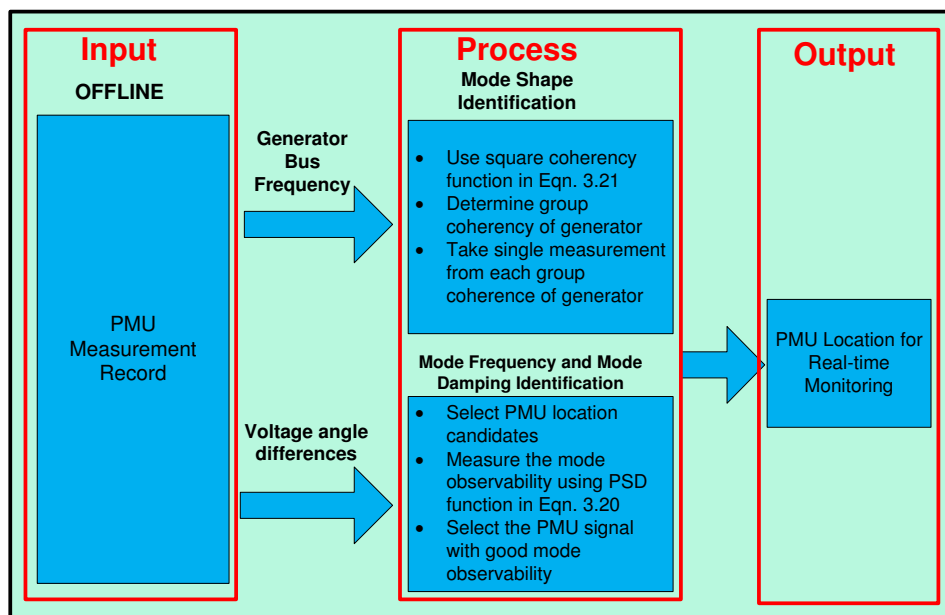 Input
OFFLINE
PMU
Measurement
Record
Generator
Bus
Frequency
Voltage angle
differences
Process
Mode Shape
Identification
• Use square coherency
function in Eqn. 3.21
• Determine group
coherency of generator
• Take single measurement
from each group
coherence of generator
Mode Frequency and Mode
Damping Identification
• Select PMU location
candidates
• Measure the mode
observability using PSD
function in Eqn. 3.20
• Select the PMU signal
with good mode
observability
Output
PMU Location for
Real-time
Monitoring